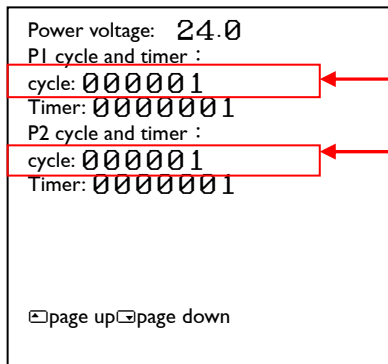 Power voltage: 24.0
P1 cycle and timer：
cycle: 000001
Timer: 0000001
P2 cycle and timer：
cycle: 000001
Timer: 0000001
page up page down